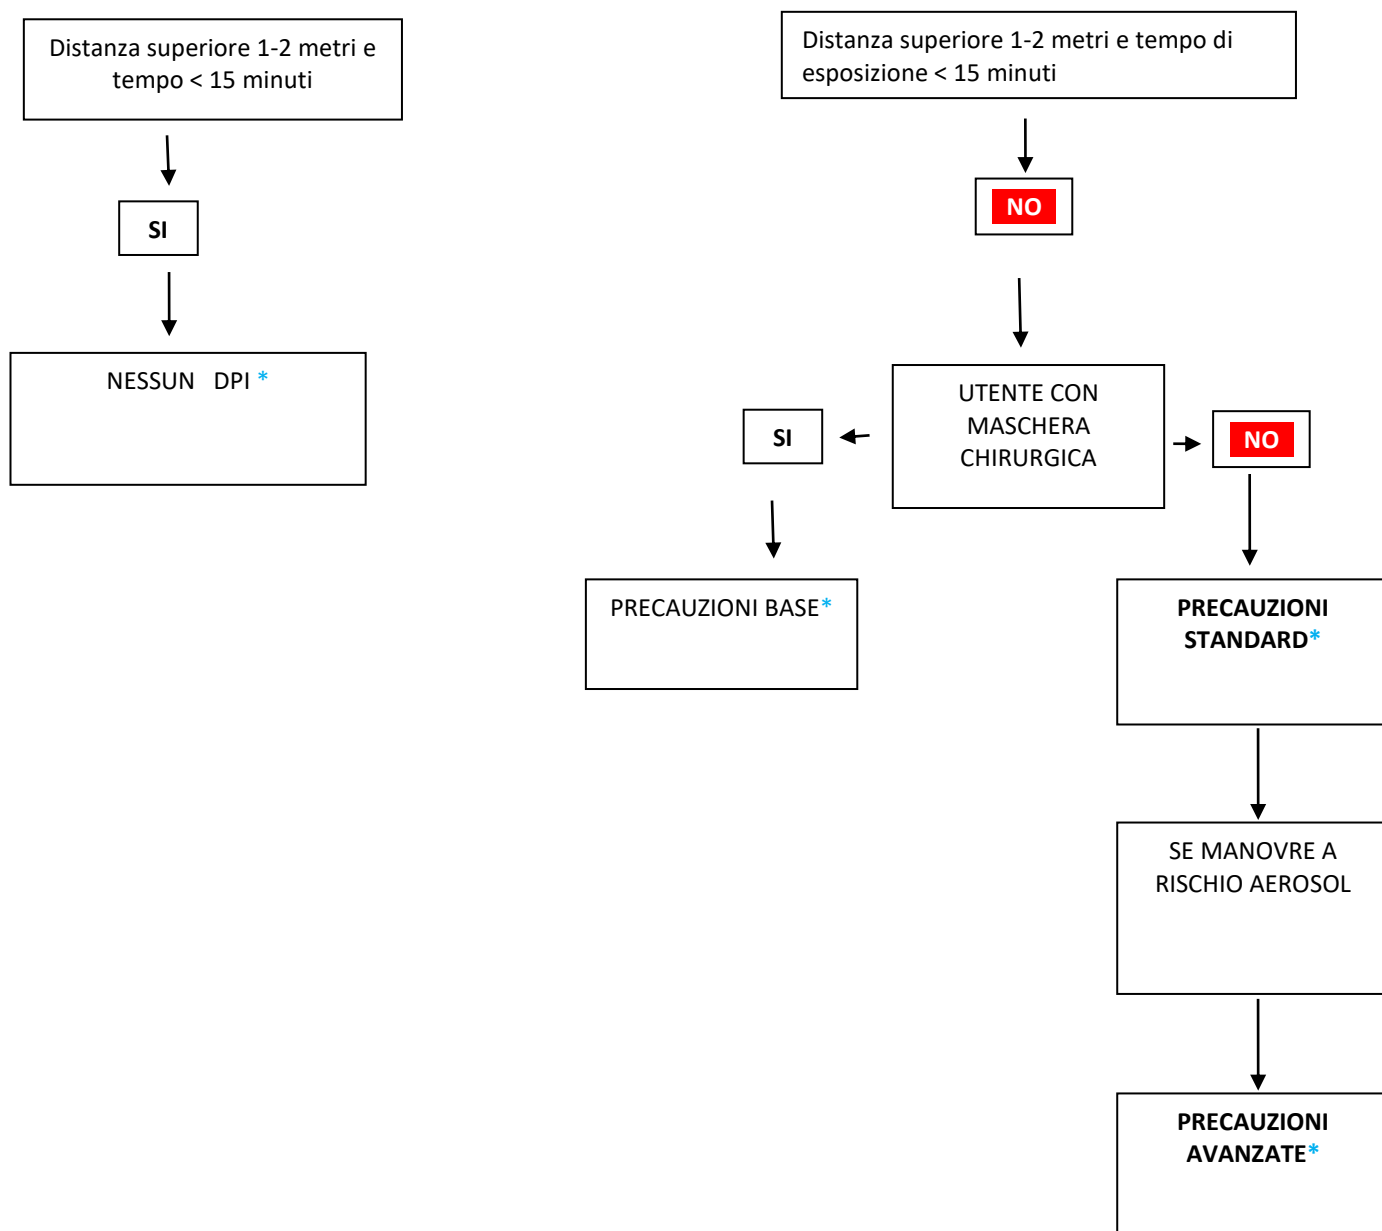 Distanza superiore 1-2 metri e
tempo < 15 minuti
SI
NESSUN DPI *
Distanza superiore 1-2 metri e tempo di
esposizione < 15 minuti
NO
UTENTE CON
MASCHERA
CHIRURGICA
SI
NO
PRECAUZIONI BASE*
PRECAUZIONI
STANDARD*
SE MANOVRE A
RISCHIO AEROSOL
PRECAUZIONI
AVANZATE*